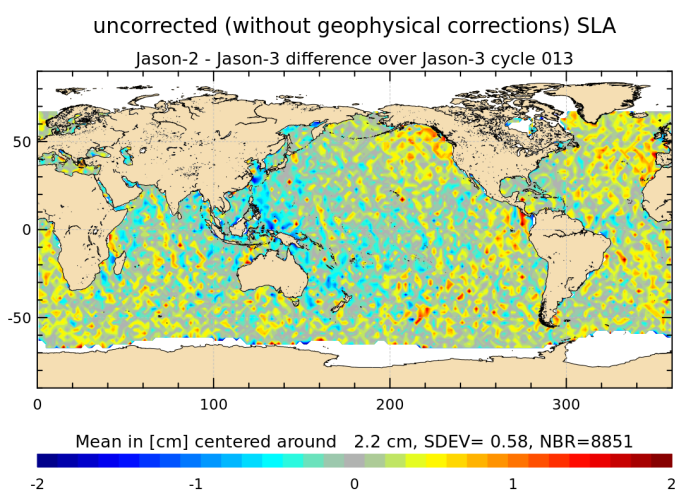 uncorrected (without geophysical corrections) SLA
Jason-2 - Jason-3 difference over Jason-3 cycle 013
50
0
-50
0 100 200 300
Mean in [cm] centered around 2.2 cm, SDEV= 0.58, NBR=8851
-2 -1 0 1 2